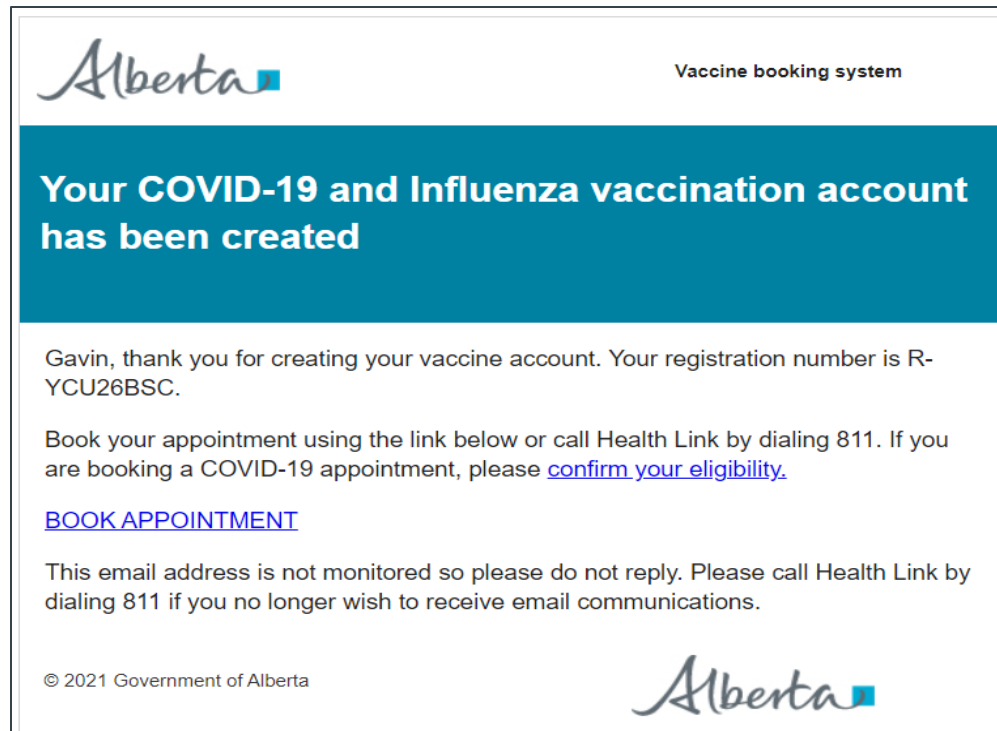 Alberta
Vaccine booking system
Your COVID-19 and Influenza vaccination account
has been created
Gavin, thank you for creating your vaccine account. Your registration number is R-
YCU26BSC.
Book your appointment using the link below or call Health Link by dialing 811. If you
are booking a COVID-19 appointment, please confirm your eligibility.
BOOK APPOINTMENT
This email address is not monitored so please do not reply. Please call Health Link by
dialing 811 if you no longer wish to receive email communications.
© 2021 Government of Alberta
Alberta